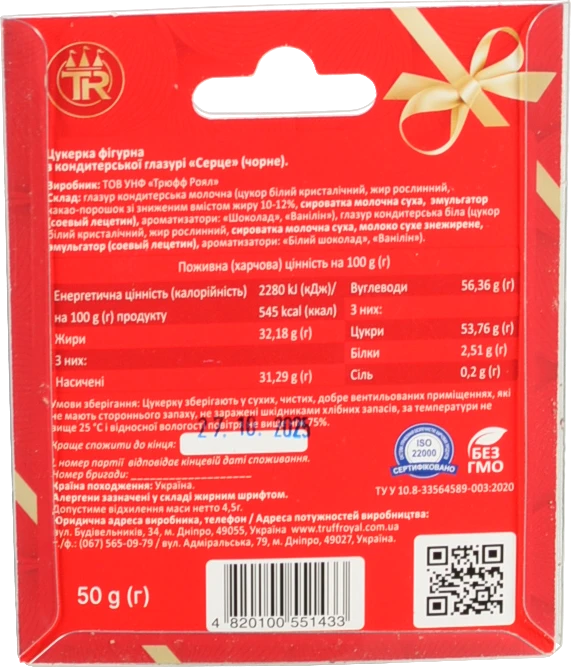 TR
Цукерка фігурна
з кондитерської глазурі «Серце» (чорне).
Виробник: ТОВ УНФ «Трюфф Роял»
Склад: глазур кондитерська молочна (цукор білий кристалічний, жир рослинний,
какао-порошок зі зниженим вмістом жиру 10-12%, сироватка молочна суха, эмульгатор
(соевый лецетин), ароматизатори: «Шоколад», «Ванілін»), глазур кондитерська біла (цукор
білий кристалічний, жир рослинний, сироватка молочна суха, молоко сухе знежирене,
эмульгатор (соевый лецетин), ароматизатори: «Білий шоколад», «Ванілін»).
Поживна (харчова) цінність на 100 g (г)
Енергетична цінність (калорійність) 2280 kJ (кДж)/
на 100 g (г) продукту 545 kcal (ккал)
Жири 32,18 g (г)
З них:
Насичені 31,29 g (г)
Вуглеводи 56,36 g (г)
З них:
Цукри 53,76 g (г)
Білки 2,51 g (г)
Сіль 0,2 g (г)
Умови зберігання: Цукерку зберігають у сухих, чистих, добре вентильованих приміщеннях, які
не мають стороннього запаху, не заражені шкідниками хлібних запасів, за температури не
вище 25 °С і відносної вологості повітря не вище 75%.
27. 10. 2025
Краще спожити до кінця:
№ номер партії відповідає кінцевій даті споживання.
Номер бригади:
Країна походження: Україна.
Алергени зазначені у складі жирним шрифтом.
Допустиме відхилення маси нетто 4,5г.
Юридична адреса виробника, телефон / Адреса потужностей виробництва:
вул. Будівельників, 34, м. Дніпро, 49055, Україна www.truffroyal.com.ua
т./ф.: (067) 565-09-79 / вул. Адміральська, 79, м. Дніпро, 49027, Україна.
ISO
22000
СЕРТИФІКОВАНО
БЕЗ
ГМО
ТУ У 10.8-33564589-003:2020
50 g (г)
4 820100 551433